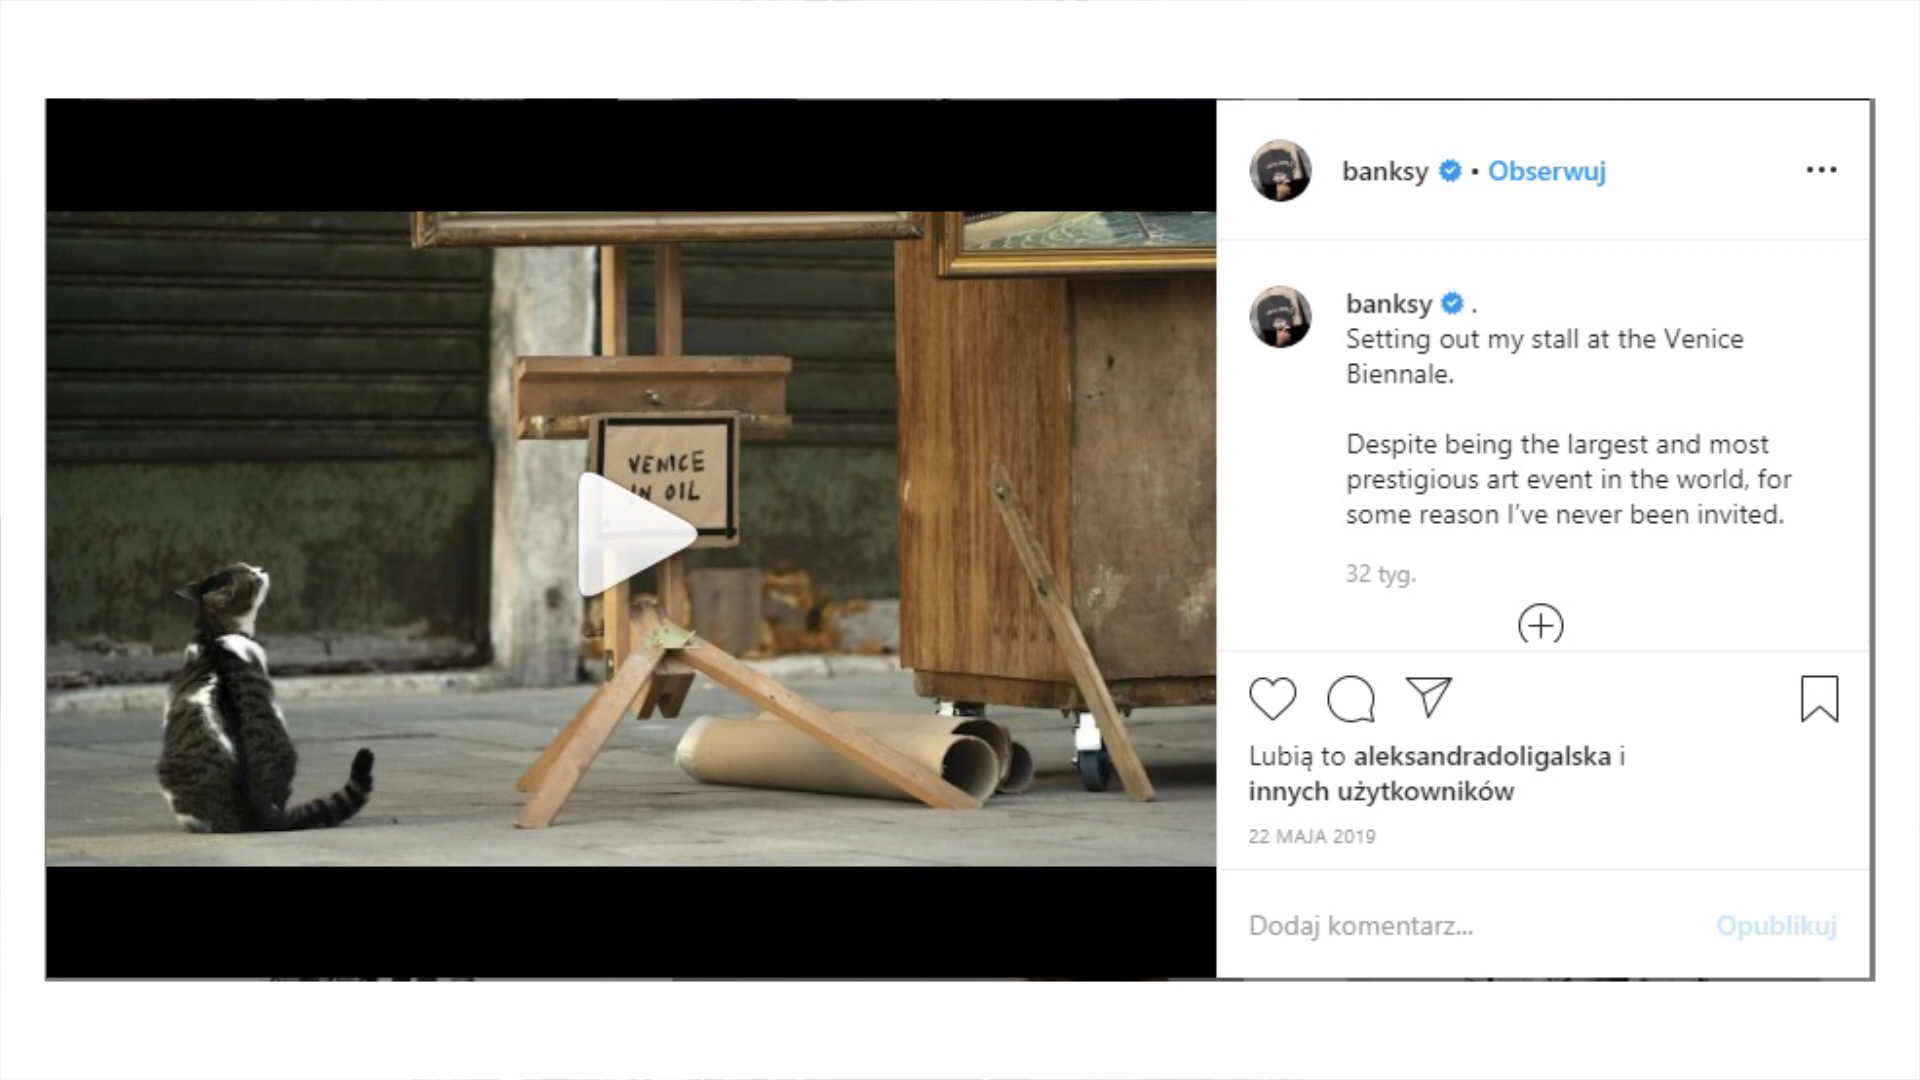 VENICE
IN OIL
banksy • Obserwuj
banksy .
Setting out my stall at the Venice
Biennale.
Despite being the largest and most
prestigious art event in the world, for
some reason I've never been invited.
32 tyg.
Lubią to aleksandradoligalska i
innych użytkowników
22 MAJA 2019
Dodaj komentarz...
Opublikuj